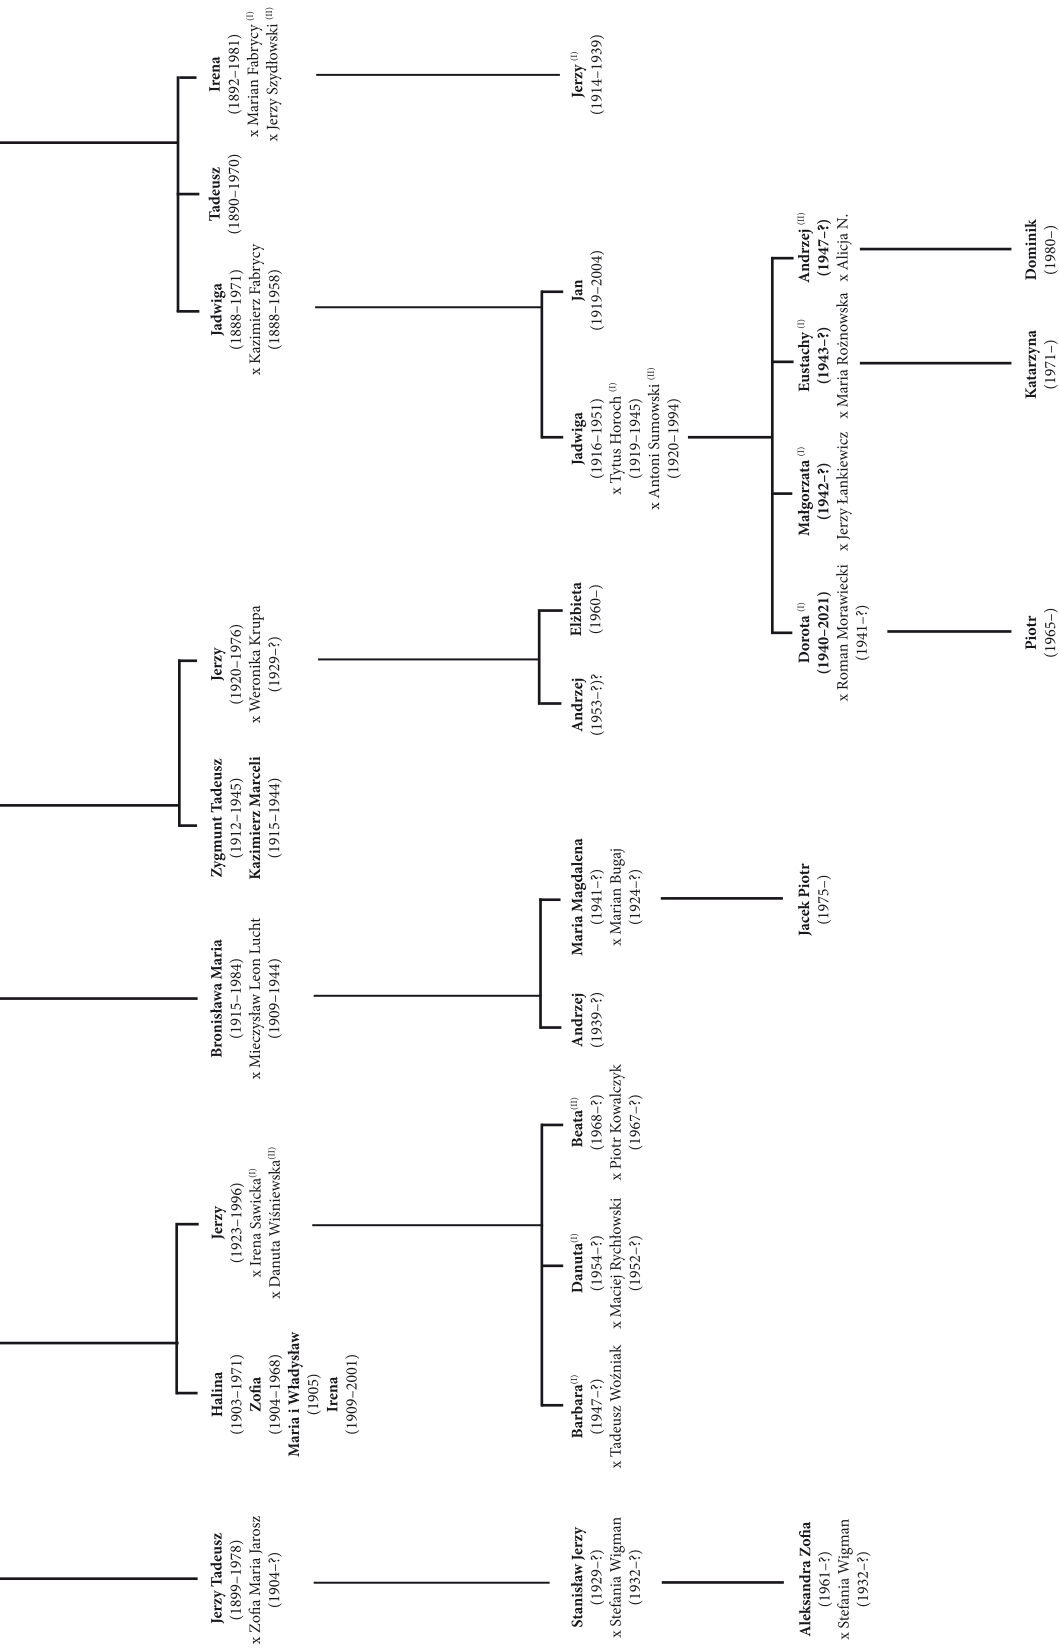 Jerzy Tadeusz
(1899–1978)
x Zofia Maria Jarosz
(1904–?)
Halina
(1903–1971)
Zofia
(1904–1968)
Maria i Władysław
(1905)
Irena
(1909–2001)
Jerzy
(1923–1996)
x Irena Sawicka(I)
x Danuta Wiśniewska(II)
Bronisława Maria
(1915–1984)
x Mieczysław Leon Lucht
(1909–1944)
Zygmunt Tadeusz
(1912–1945)
Kazimierz Marceli
(1915–1944)
Jerzy
(1920–1976)
x Weronika Krupa
(1929–?)
Jadwiga
(1888–1971)
x Kazimierz Fabrycy
(1888–1958)
Tadeusz
(1890–1970)
Irena
(1892–1981)
x Marian Fabrycy (I)
x Jerzy Szydłowski (II)
Stanisław Jerzy
(1929–?)
x Stefania Wigman
(1932–?)
Barbara(I)
(1947–?)
x Tadeusz Woźniak
Danuta(I)
(1954–?)
x Maciej Rychłowski
(1952–?)
Beata(II)
(1968–?)
x Piotr Kowalczyk
(1967–?)
Andrzej
(1939–?)
Maria Magdalena
(1941–?)
x Marian Bugaj
(1924–?)
Andrzej
(1953–?)?
Elżbieta
(1960–)
Jadwiga
(1916–1951)
x Tytus Horoch (I)
(1919–1945)
x Antoni Sumowski (II)
(1920–1994)
Jan
(1919–2004)
Jerzy (I)
(1914–1939)
Aleksandra Zofia
(1961–?)
x Stefania Wigman
(1932–?)
Jacek Piotr
(1975–)
Dorota (I)
(1940–2021)
x Roman Morawiecki
(1941–?)
Małgorzata (I)
(1942–?)
x Jerzy Łankiewicz
Eustachy (I)
(1943–?)
x Maria Rożnowska
Andrzej (II)
(1947–?)
x Alicja N.
Piotr
(1965–)
Katarzyna
(1971–)
Dominik
(1980–)